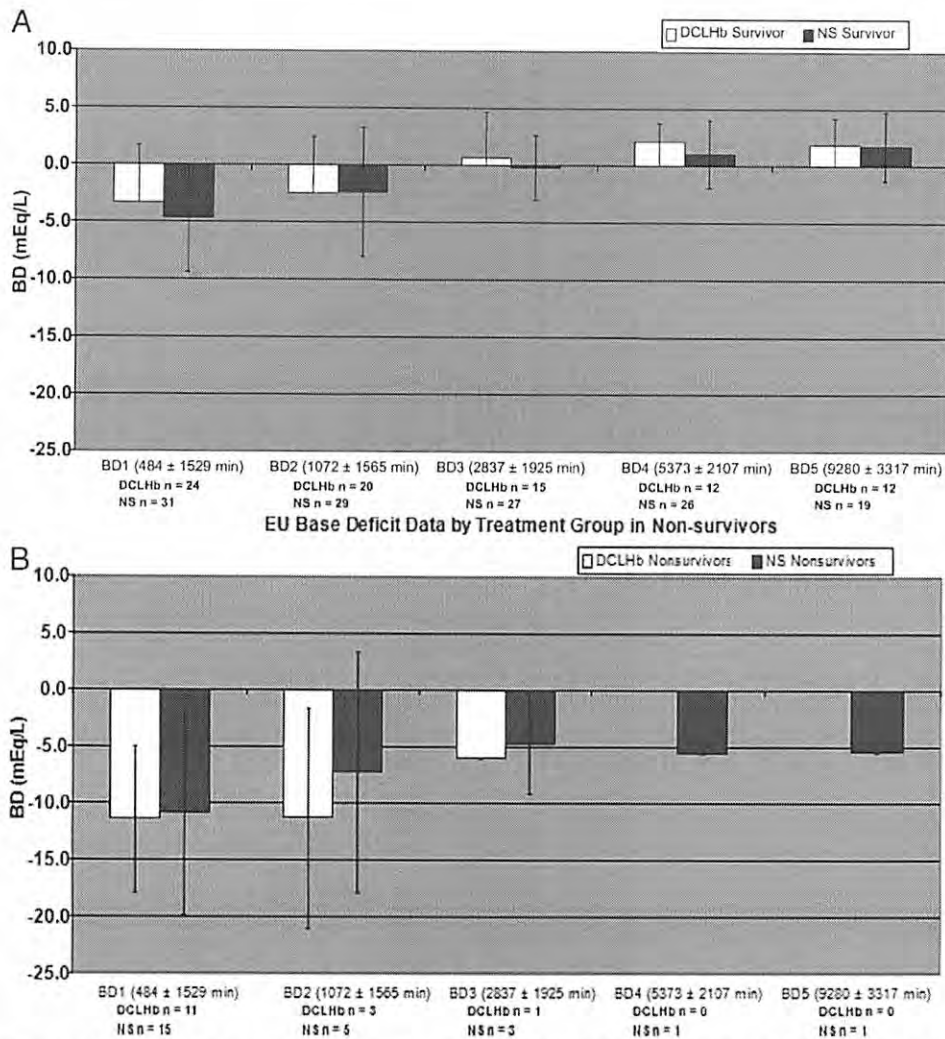 A
DCLHb Survivor NS Survivor
10.0
5.0
0.0
-5.0
-10.0
-15.0
-20.0
-25.0
BD (mEq/L)
BD1 (484 ± 1529 min) BD2 (1072 ± 1565 min) BD3 (2837 ± 1925 min) BD4 (5373 ± 2107 min) BD5 (9280 ± 3317 min)
DCLHb n = 24 DCLHb n = 20 DCLHb n = 15 DCLHb n = 12 DCLHb n = 12
NS n = 31 NS n = 29 NS n = 27 NS n = 26 NS n = 19
EU Base Deficit Data by Treatment Group in Non-survivors
B
DCLHb Nonsurvivors NS Nonsurvivors
10.0
5.0
0.0
-5.0
-10.0
-15.0
-20.0
-25.0
BD (mEq/L)
BD1 (484 ± 1529 min) BD2 (1072 ± 1565 min) BD3 (2837 ± 1925 min) BD4 (5373 ± 2107 min) BD5 (9280 ± 3317 min)
DCLHb n = 11 DCLHb n = 3 DCLHb n = 1 DCLHb n = 0 DCLHb n = 0
NS n = 15 NS n = 5 NS n = 3 NS n = 1 NS n = 1